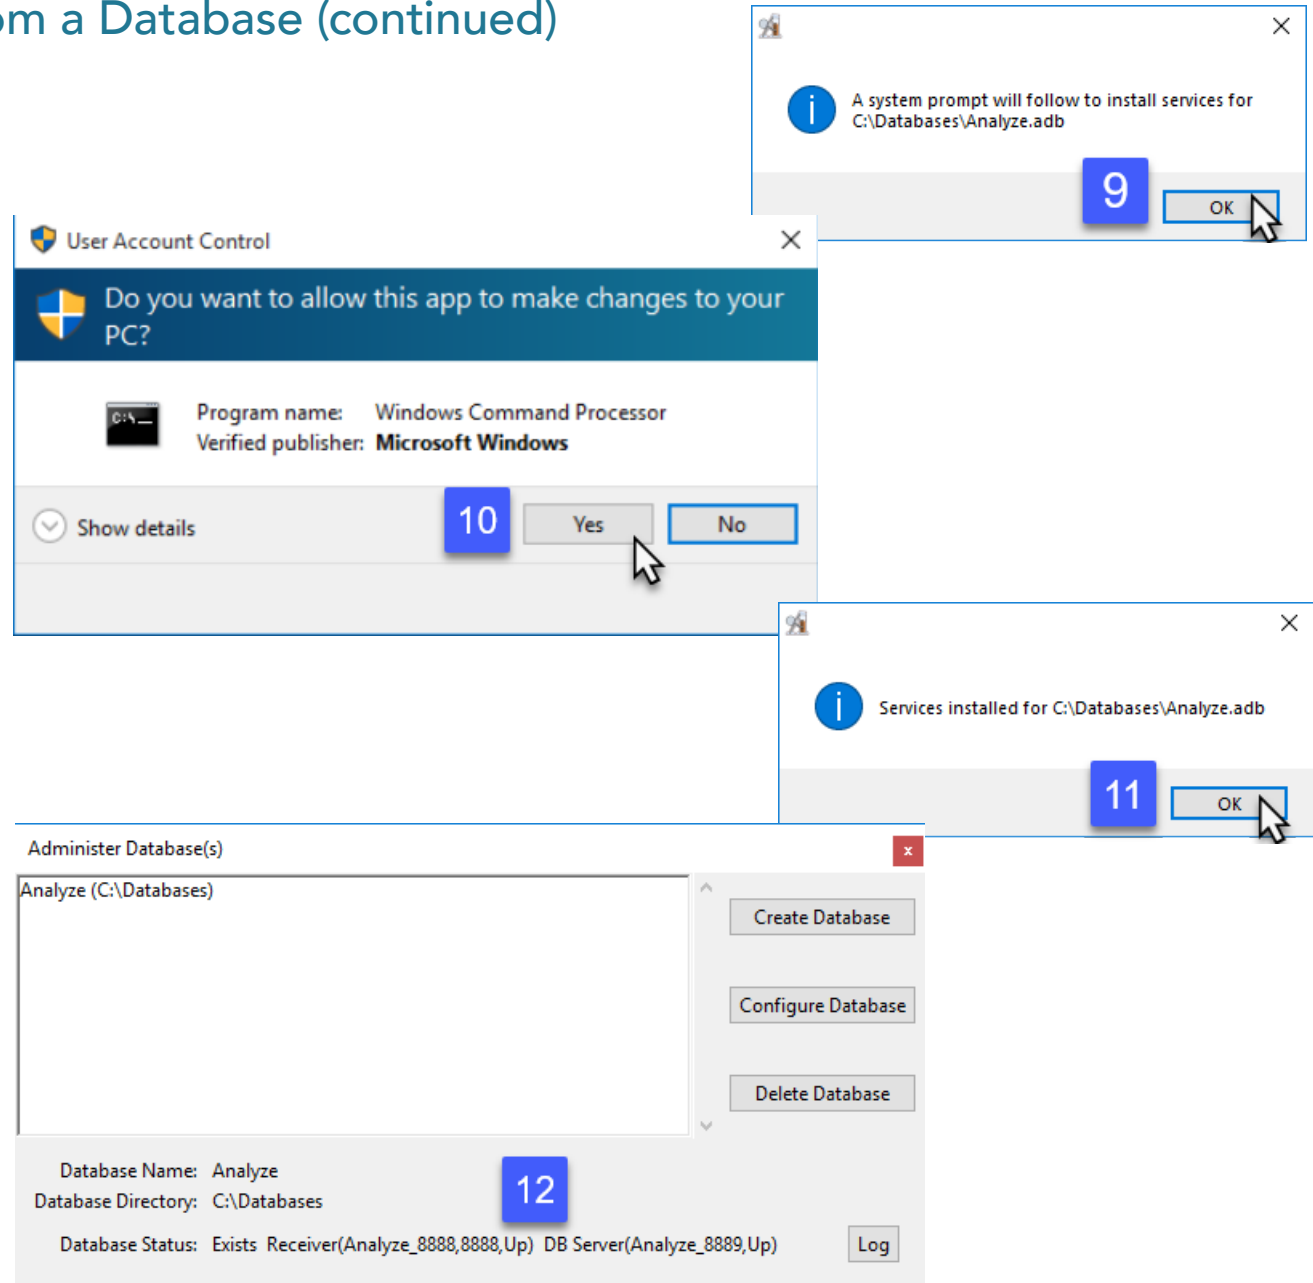 om a Database (continued)
A system prompt will follow to install services for
C:\Databases\Analyze.adb
9
OK
User Account Control
Do you want to allow this app to make changes to your
PC?
C:\_
Program name: Windows Command Processor
Verified publisher: Microsoft Windows
Show details
10
Yes
No
Services installed for C:\Databases\Analyze.adb
11
OK
Administer Database(s)
x
Analyze (C:\Databases)
Create Database
Configure Database
Delete Database
Database Name: Analyze
12
Database Directory: C:\Databases
Database Status: Exists Receiver(Analyze_8888,8888,Up) DB Server(Analyze_8889,Up)
Log